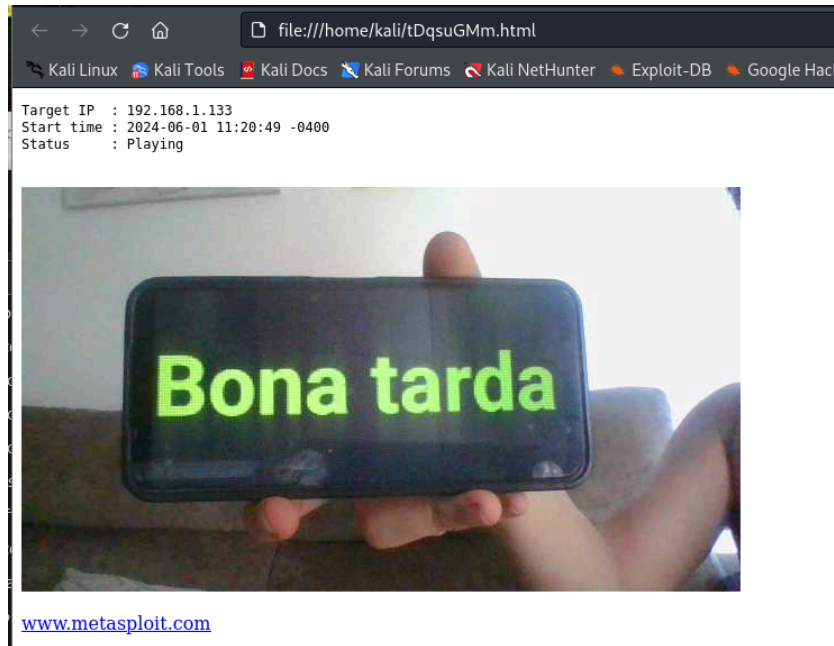 file:///home/kali/tDqsuGMm.html
Kali Linux Kali Tools Kali Docs Kali Forums Kali NetHunter Exploit-DB Google Hac
Target IP : 192.168.1.133
Start time : 2024-06-01 11:20:49 -0400
Status : Playing
Bona tarda
www.metasploit.com